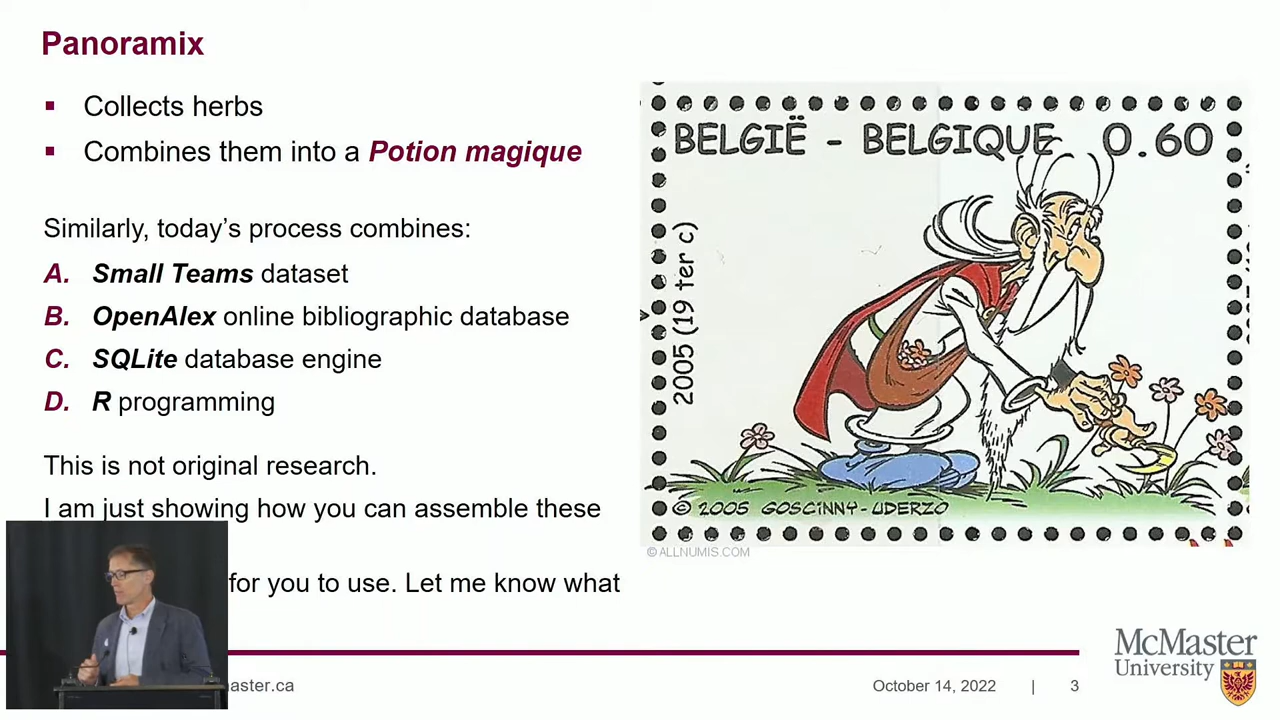 Panoramix
▪ Collects herbs
▪ Combines them into a Potion magique
Similarly, today’s process combines:
A. Small Teams dataset
B. OpenAlex online bibliographic database
C. SQLite database engine
D. R programming
This is not original research.
I am just showing how you can assemble these
for you to use. Let me know what
BELGIË - BELGIQUE 0.60
2005 (19 ter c)
© 2005 GOSCINNY-UDERZO
© ALLNUMIS.COM
McMaster
University
aster.ca
October 14, 2022 | 3